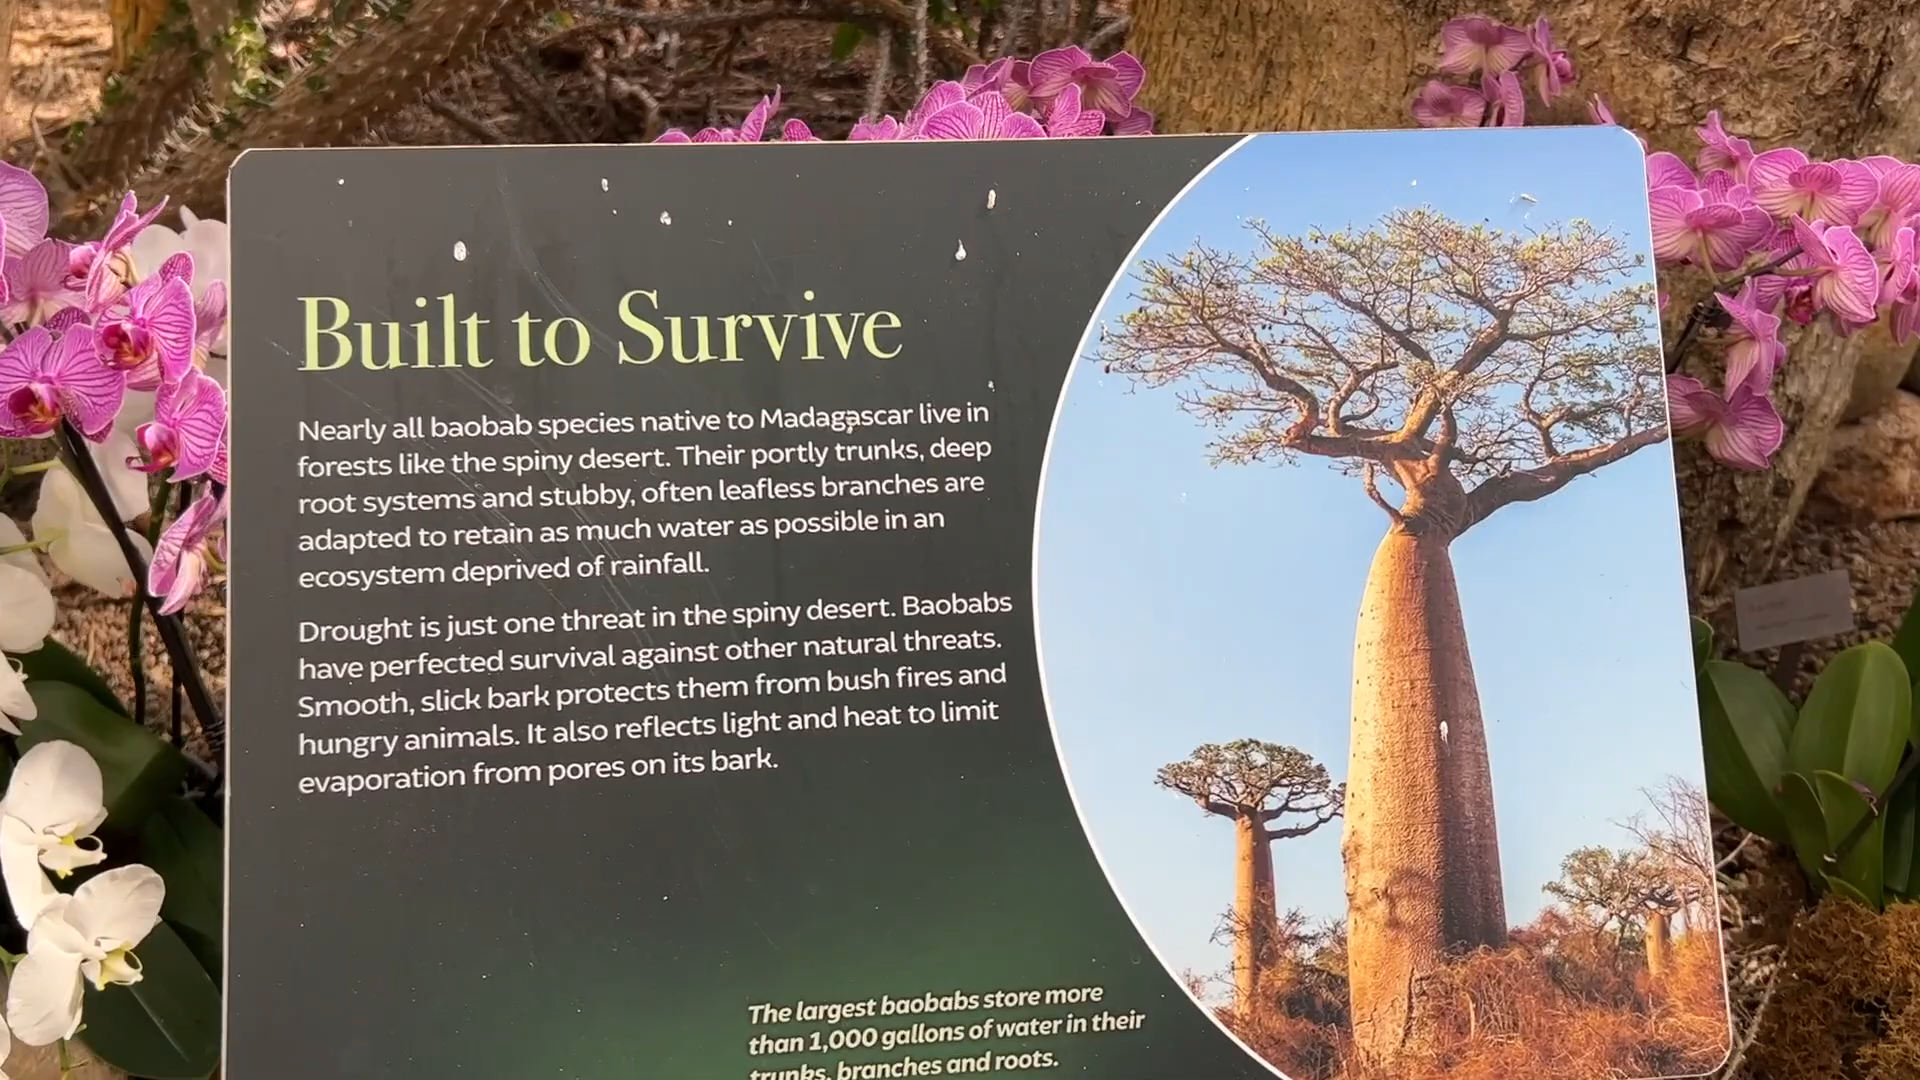 Built to Survive
Nearly all baobab species native to Madagascar live in
forests like the spiny desert. Their portly trunks, deep
root systems and stubby, often leafless branches are
adapted to retain as much water as possible in an
ecosystem deprived of rainfall.
Drought is just one threat in the spiny desert. Baobabs
have perfected survival against other natural threats.
Smooth, slick bark protects them from bush fires and
hungry animals. It also reflects light and heat to limit
evaporation from pores on its bark.
The largest baobabs store more
than 1,000 gallons of water in their
trunks, branches and roots.